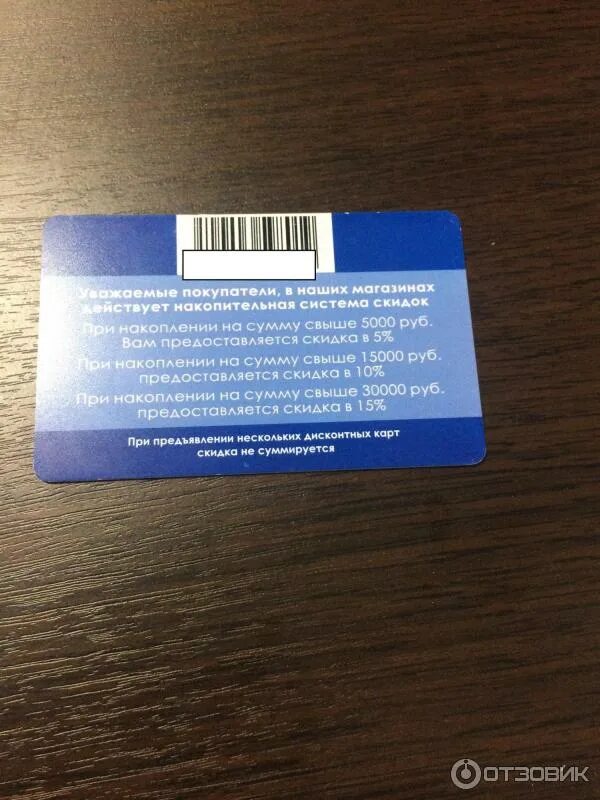 Уважаемые покупатели, в наших магазинах
действует накопительная система скидок
При накоплении на сумму свыше 5000 руб.
Вам предоставляется скидка в 5%
При накоплении на сумму свыше 15000 руб.
предоставляется скидка в 10%
При накоплении на сумму свыше 30000 руб.
предоставляется скидка в 15%
При предъявлении нескольких дисконтных карт
скидка не суммируется
ОТЗОВИК